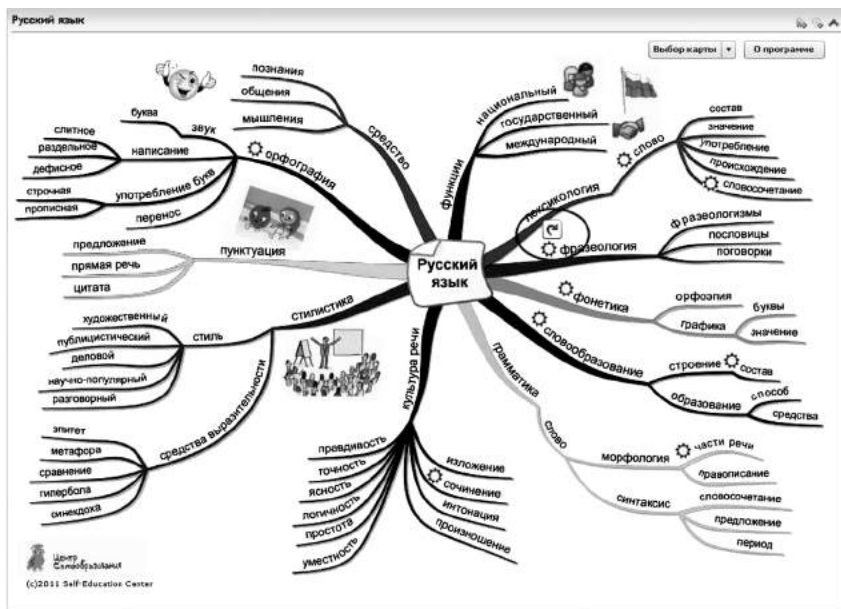 Русский язык
Выбор карты
О программе
Русский
язык
средство
познания
общения
мышления
функции
национальный
государственный
международный
лексикология
слово
состав
значение
употребление
происхождение
словосочетание
фразеология
фразеологизмы
пословицы
поговорки
фонетика
орфоэпия
графика
буквы
значение
словообразование
строение
состав
образование
способ
средства
грамматика
слово
морфология
части речи
правописание
синтаксис
словосочетание
предложение
период
культура речи
правдивость
точность
ясность
логичность
простота
уместность
изложение
сочинение
интонация
произношение
стилистика
стиль
художественный
публицистический
деловой
научно-популярный
разговорный
средства выразительности
эпитет
метафора
сравнение
гипербола
синекдоха
пунктуация
предложение
прямая речь
цитата
орфография
звук
буква
написание
слитное
раздельное
дефисное
употребление букв
строчная
прописная
перенос
Центр
Самообразования
(c)2011 Self-Education Center